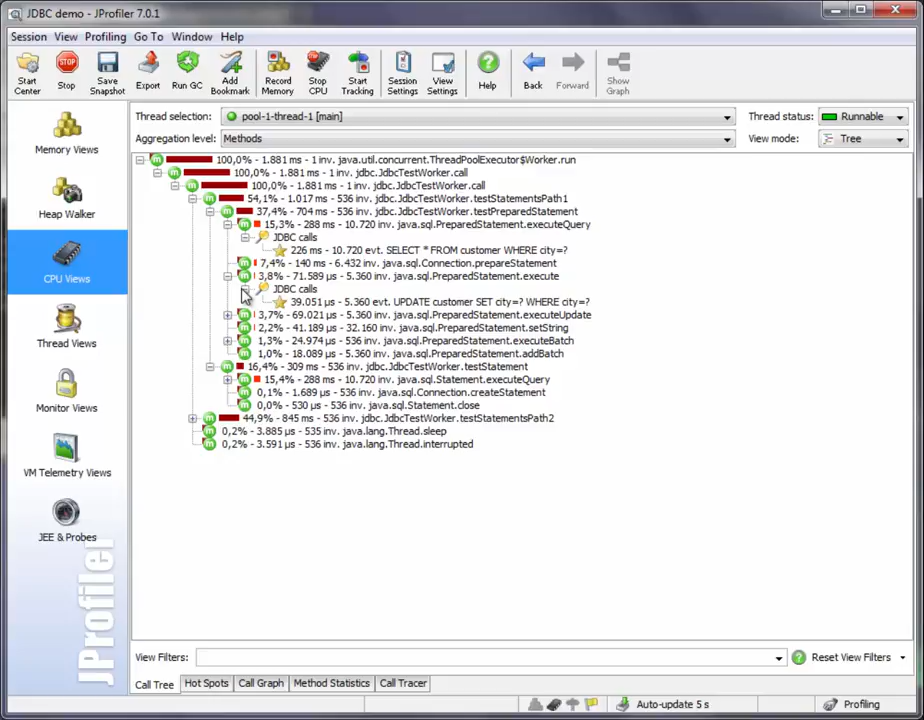 JDBC demo - JProfiler 7.0.1
Session View Profiling Go To Window Help
Start Center
Stop
Save Snapshot
Export
Run GC
Add Bookmark
Record Memory
Stop CPU
Start Tracking
Session Settings
View Settings
Help
Back
Forward
Show Graph
Thread selection: pool-1-thread-1 [main] Thread status: Runnable
Aggregation level: Methods View mode: Tree
Memory Views
Heap Walker
CPU Views
Thread Views
Monitor Views
VM Telemetry Views
JEE & Probes
JProfiler
100,0% - 1.881 ms - 1 inv. java.util.concurrent.ThreadPoolExecutor$Worker.run
100,0% - 1.881 ms - 1 inv. jdbc.JdbcTestWorker.call
100,0% - 1.881 ms - 1 inv. jdbc.JdbcTestWorker.call
54,1% - 1.017 ms - 536 inv. jdbc.JdbcTestWorker.testStatementsPath1
37,4% - 704 ms - 536 inv. jdbc.JdbcTestWorker.testPreparedStatement
15,3% - 288 ms - 10.720 inv. java.sql.PreparedStatement.executeQuery
JDBC calls
226 ms - 10.720 evt. SELECT * FROM customer WHERE city=?
7,4% - 140 ms - 6.432 inv. java.sql.Connection.prepareStatement
3,8% - 71.589 µs - 5.360 inv. java.sql.PreparedStatement.execute
JDBC calls
39.051 µs - 5.360 evt. UPDATE customer SET city=? WHERE city=?
3,7% - 69.021 µs - 5.360 inv. java.sql.PreparedStatement.executeUpdate
2,2% - 41.189 µs - 32.160 inv. java.sql.PreparedStatement.setString
1,3% - 24.974 µs - 536 inv. java.sql.PreparedStatement.executeBatch
1,0% - 18.089 µs - 5.360 inv. java.sql.PreparedStatement.addBatch
16,4% - 309 ms - 536 inv. jdbc.JdbcTestWorker.testStatement
15,4% - 288 ms - 10.720 inv. java.sql.Statement.executeQuery
0,1% - 1.689 µs - 536 inv. java.sql.Connection.createStatement
0,0% - 530 µs - 536 inv. java.sql.Statement.close
44,9% - 845 ms - 536 inv. jdbc.JdbcTestWorker.testStatementsPath2
0,2% - 3.885 µs - 535 inv. java.lang.Thread.sleep
0,2% - 3.591 µs - 536 inv. java.lang.Thread.interrupted
View Filters: Reset View Filters
Call Tree Hot Spots Call Graph Method Statistics Call Tracer
Auto-update 5 s Profiling